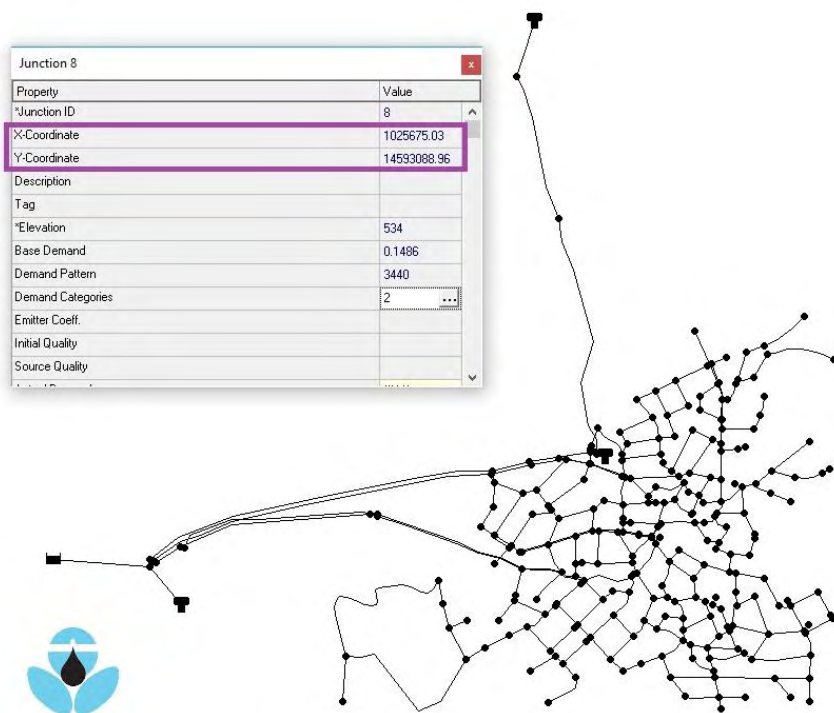 Junction 8 x
Property Value
*Junction ID 8
X-Coordinate 1025675.03
Y-Coordinate 14593088.96
Description
Tag
*Elevation 534
Base Demand 0.1486
Demand Pattern 3440
Demand Categories 2 ...
Emitter Coeff.
Initial Quality
Source Quality